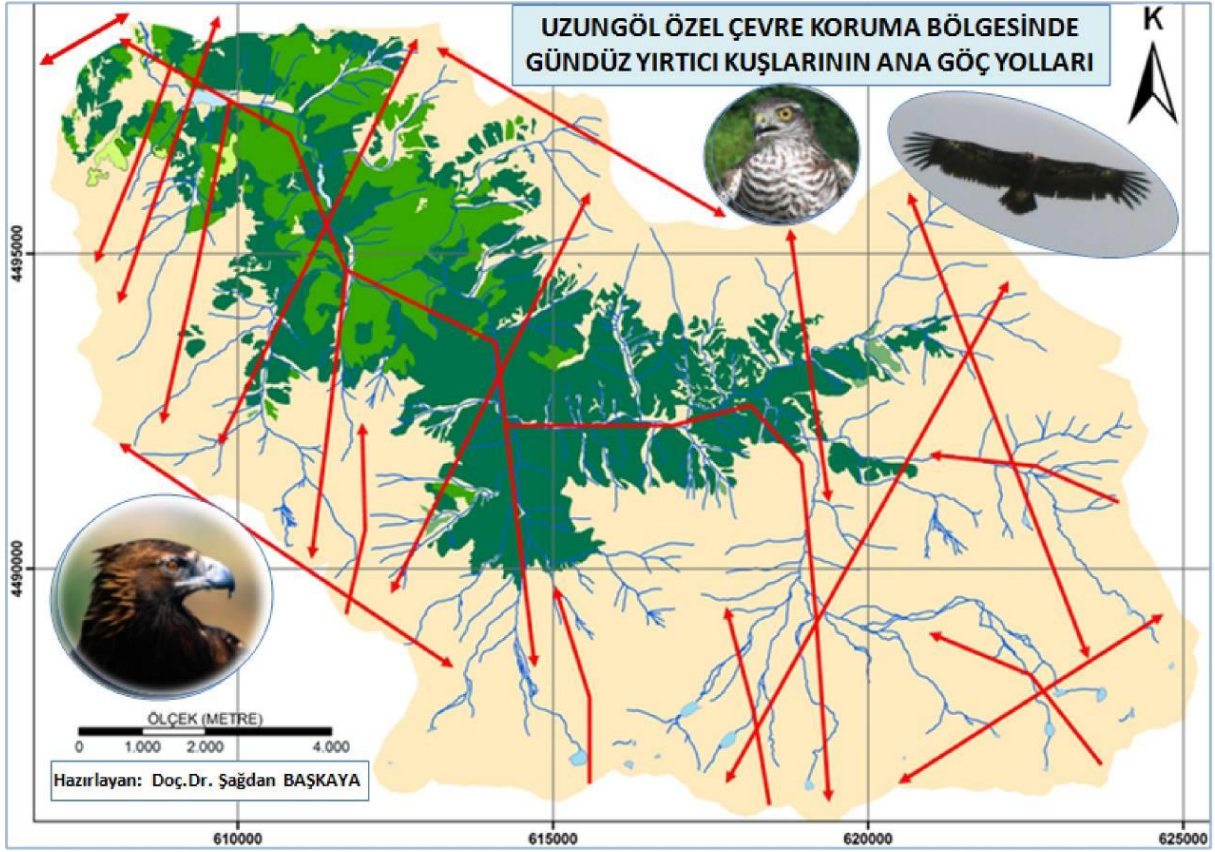 UZUNGÖL ÖZEL ÇEVRE KORUMA BÖLGESİNDE
GÜNDÜZ YIRTICI KUŞLARININ ANA GÖÇ YOLLARI
K
4495000
4490000
ÖLÇEK (METRE)
0 1.000 2.000 4.000
Hazırlayan: Doç.Dr. Şağdan BAŞKAYA
610000 615000 620000 625000